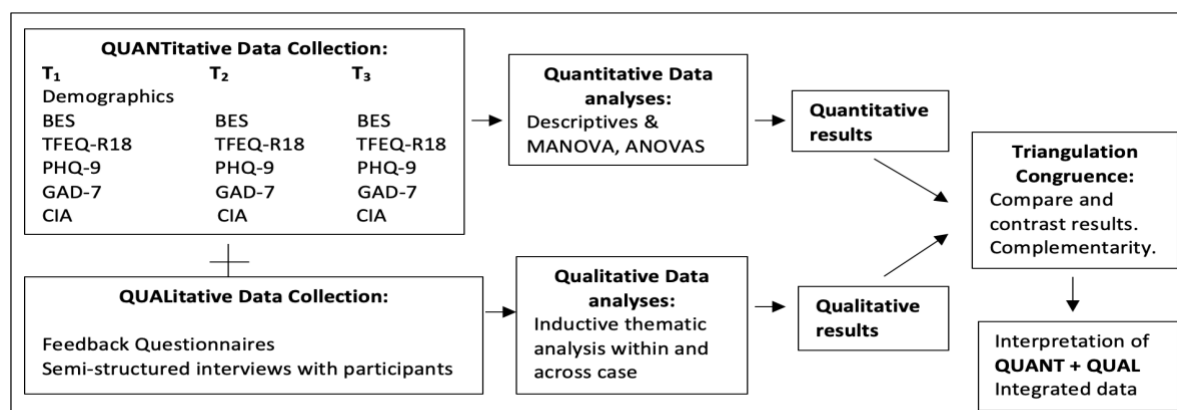 QUANTitative Data Collection:
T1 T2 T3
Demographics
BES BES BES
TFEQ-R18 TFEQ-R18 TFEQ-R18
PHQ-9 PHQ-9 PHQ-9
GAD-7 GAD-7 GAD-7
CIA CIA CIA
Quantitative Data
analyses:
Descriptives &
MANOVA, ANOVAS
Quantitative
results
QUALitative Data Collection:
Feedback Questionnaires
Semi-structured interviews with participants
Qualitative Data
analyses:
Inductive thematic
analysis within and
across case
Qualitative
results
Triangulation
Congruence:
Compare and
contrast results.
Complementarity.
Interpretation of
QUANT + QUAL
Integrated data